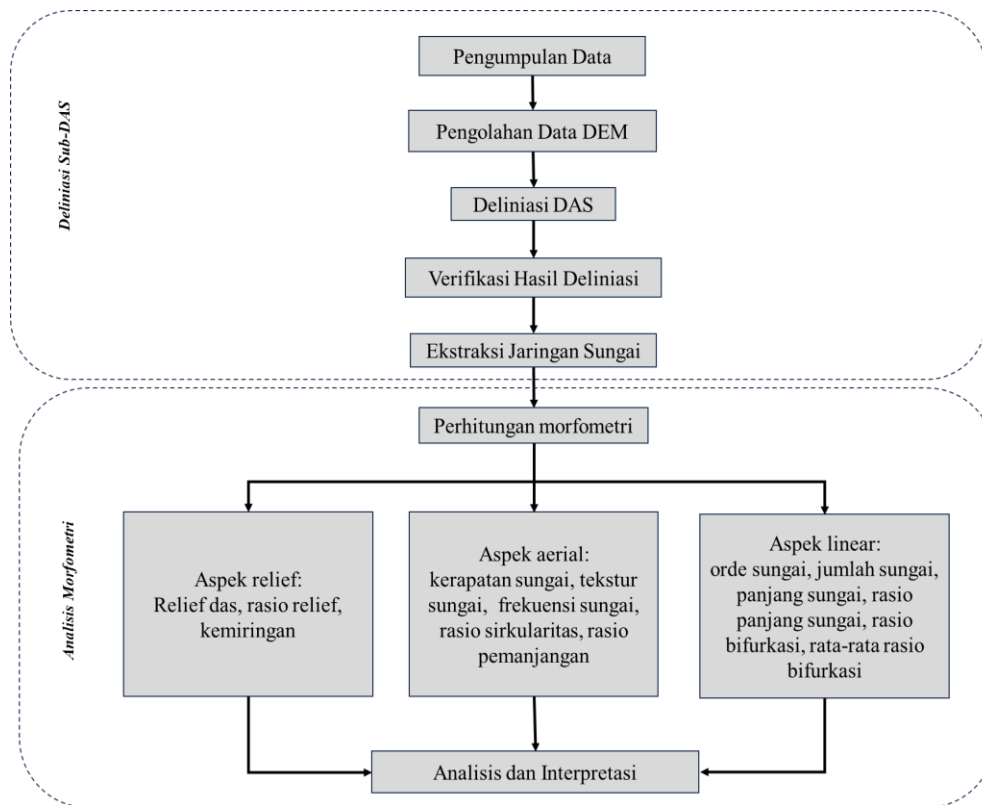 Deliniasi Sub-DAS
Pengumpulan Data
Pengolahan Data DEM
Deliniasi DAS
Verifikasi Hasil Deliniasi
Ekstraksi Jaringan Sungai
Analisis Morfometri
Perhitungan morfometri
Aspek relief:
Relief das, rasio relief,
kemiringan
Aspek aerial:
kerapatan sungai, tekstur
sungai, frekuensi sungai,
rasio sirkularitas, rasio
pemanjangan
Aspek linear:
orde sungai, jumlah sungai,
panjang sungai, rasio
panjang sungai, rasio
bifurkasi, rata-rata rasio
bifurkasi
Analisis dan Interpretasi